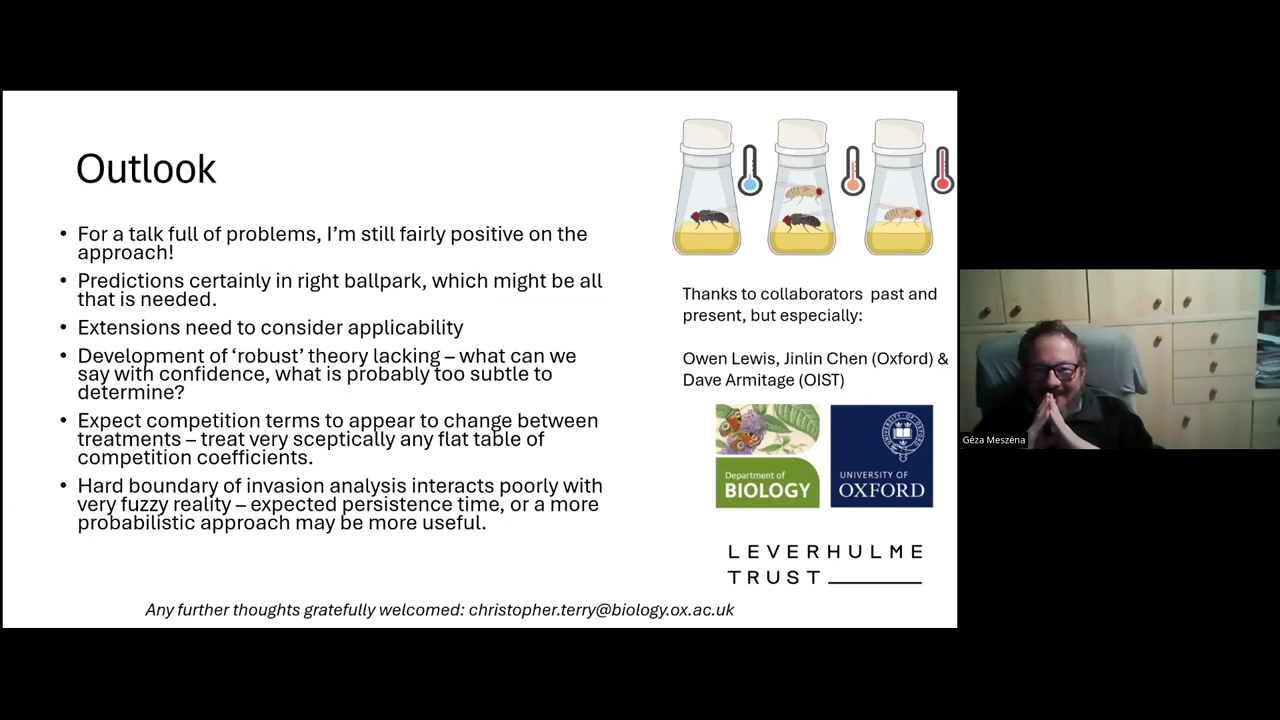 Outlook
• For a talk full of problems, I’m still fairly positive on the
approach!
• Predictions certainly in right ballpark, which might be all
that is needed.
• Extensions need to consider applicability
• Development of ‘robust’ theory lacking – what can we
say with confidence, what is probably too subtle to
determine?
• Expect competition terms to appear to change between
treatments – treat very sceptically any flat table of
competition coefficients.
• Hard boundary of invasion analysis interacts poorly with
very fuzzy reality – expected persistence time, or a more
probabilistic approach may be more useful.
Thanks to collaborators past and
present, but especially:
Owen Lewis, Jinlin Chen (Oxford) &
Dave Armitage (OIST)
Department of
BIOLOGY
UNIVERSITY OF
OXFORD
LEVERHULME
TRUST
Any further thoughts gratefully welcomed: christopher.terry@biology.ox.ac.uk
Géza Meszéna